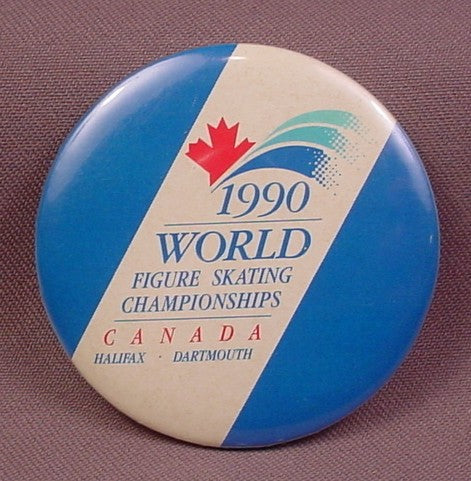 1990
WORLD
FIGURE SKATING
CHAMPIONSHIPS
CANADA
HALIFAX · DARTMOUTH